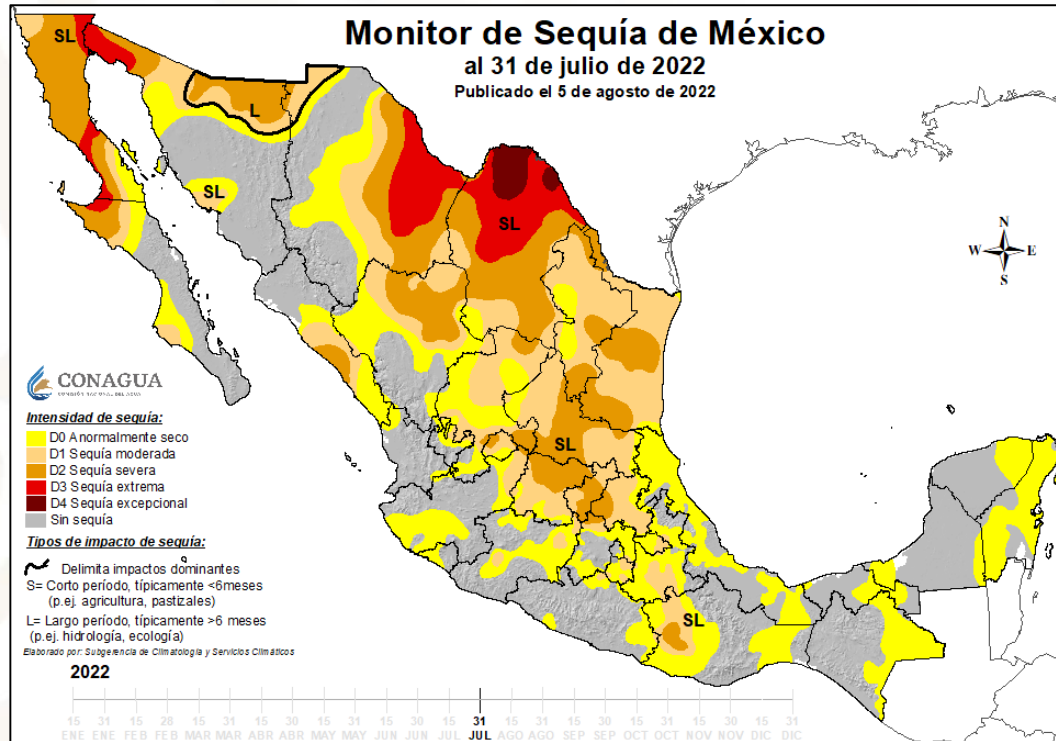 Monitor de Sequía de México
al 31 de julio de 2022
Publicado el 5 de agosto de 2022
SL
L
SL
SL
N
W E
S
CONAGUA
COMISIÓN NACIONAL DEL AGUA
Intensidad de sequía:
D0 Anormalmente seco
D1 Sequía moderada
D2 Sequía severa
D3 Sequía extrema
D4 Sequía excepcional
Sin sequía
SL
SL
Tipos de impacto de sequía:
Delimita impactos dominantes
S= Corto período, típicamente <6meses
(p.ej. agricultura, pastizales)
L= Largo período, típicamente >6 meses
(p.ej. hidrología, ecología)
Elaborado por: Subgerencia de Climatología y Servicios Climáticos
2022
15 31 15 28 15 31 15 30 15 31 15 30 15 31 15 31 15 30 15 31 15 30 15 31
ENE ENE FEB FEB MAR MAR ABR ABR MAY MAY JUN JUN JUL JUL AGO AGO SEP SEP OCT OCT NOV NOV DIC DIC